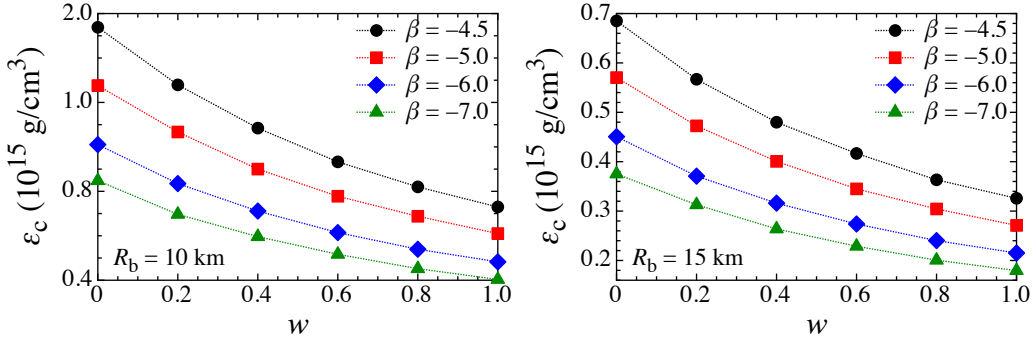 2.0
1.0
0.8
0.4
ε_c (10^15 g/cm^3)
β = −4.5
β = −5.0
β = −6.0
β = −7.0
R_b = 10 km
0 0.2 0.4 0.6 0.8 1.0
w
0.7
0.6
0.5
0.4
0.3
0.2
ε_c (10^15 g/cm^3)
β = −4.5
β = −5.0
β = −6.0
β = −7.0
R_b = 15 km
0 0.2 0.4 0.6 0.8 1.0
w